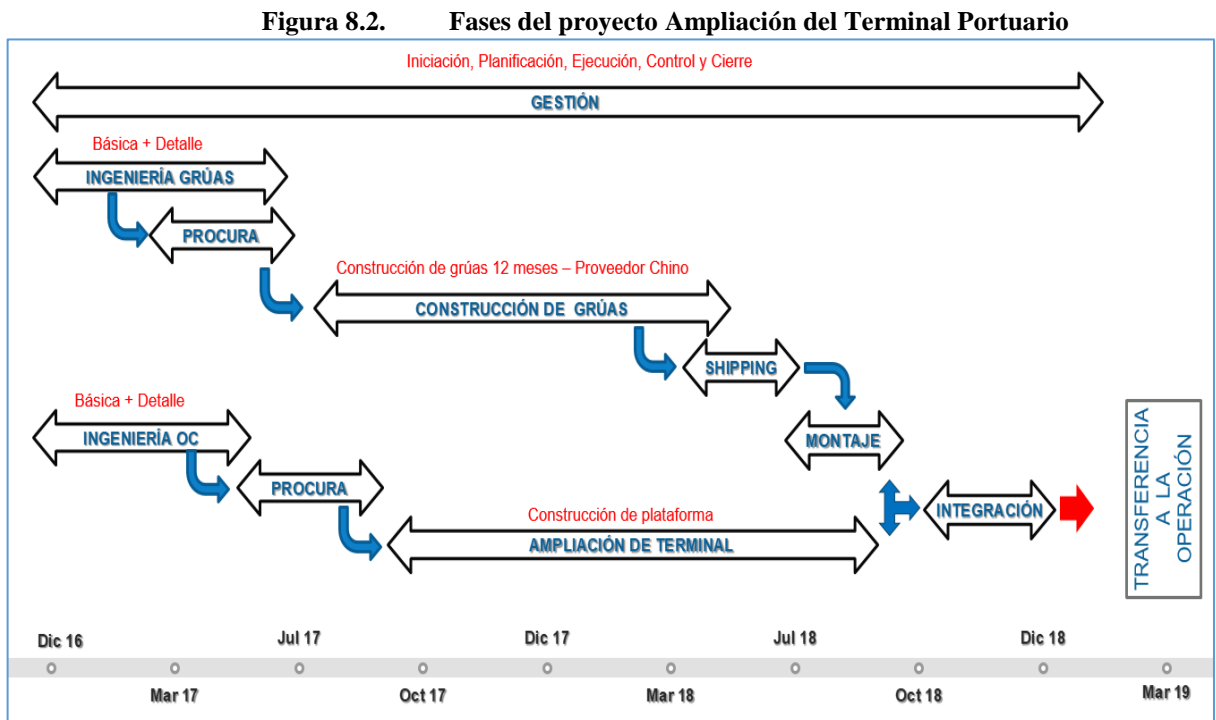 Figura 8.2. Fases del proyecto Ampliación del Terminal Portuario
Iniciación, Planificación, Ejecución, Control y Cierre
GESTIÓN
Básica + Detalle
INGENIERÍA GRÚAS
PROCURA
Construcción de grúas 12 meses – Proveedor Chino
CONSTRUCCIÓN DE GRÚAS
SHIPPING
Básica + Detalle
INGENIERÍA OC
MONTAJE
PROCURA
INTEGRACIÓN
Construcción de plataforma
AMPLIACIÓN DE TERMINAL
TRANSFERENCIA
A LA
OPERACIÓN
Dic 16 Jul 17 Dic 17 Jul 18 Dic 18
Mar 17 Oct 17 Mar 18 Oct 18 Mar 19